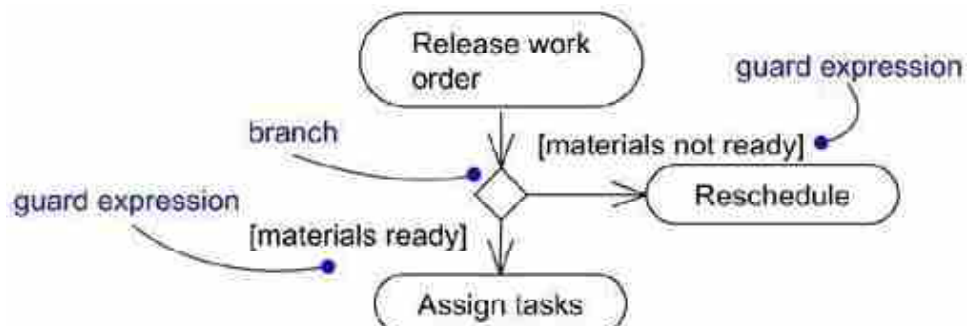 Release work
order
guard expression
branch
[materials not ready]
Reschedule
guard expression
[materials ready]
Assign tasks